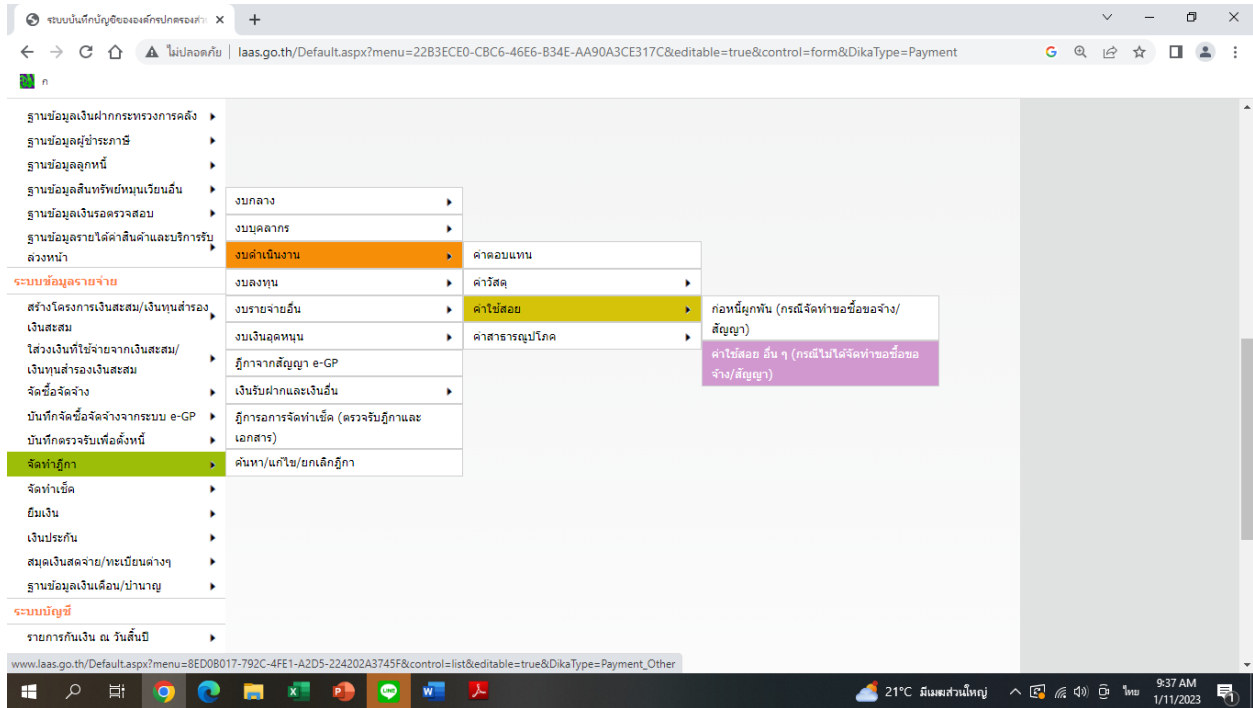 ระบบบันทึกบัญชีขององค์กรปกครองส่ว
ไม่ปลอดภัย | laas.go.th/Default.aspx?menu=22B3ECE0-CBC6-46E6-B34E-AA90A3CE317C&editable=true&control=form&DikaType=Payment
ก
ฐานข้อมูลเงินฝากกระทรวงการคลัง
ฐานข้อมูลผู้ชำระภาษี
ฐานข้อมูลลูกหนี้
ฐานข้อมูลสินทรัพย์หมุนเวียนอื่น
ฐานข้อมูลเงินรอตรวจสอบ
ฐานข้อมูลรายได้ค่าสินค้าและบริการรับ
ล่วงหน้า
ระบบข้อมูลรายจ่าย
สร้างโครงการเงินสะสม/เงินทุนสำรอง
เงินสะสม
ใส่วงเงินที่ใช้จ่ายจากเงินสะสม/
เงินทุนสำรองเงินสะสม
จัดซื้อจัดจ้าง
บันทึกจัดซื้อจัดจ้างจากระบบ e-GP
บันทึกตรวจรับเพื่อตั้งหนี้
จัดทำฎีกา
จัดทำเช็ค
ยืมเงิน
เงินประกัน
สมุดเงินสดจ่าย/ทะเบียนต่างๆ
ฐานข้อมูลเงินเดือน/บำนาญ
ระบบบัญชี
รายการกันเงิน ณ วันสิ้นปี
งบกลาง
งบบุคลากร
งบดำเนินงาน
งบลงทุน
งบรายจ่ายอื่น
งบเงินอุดหนุน
ฎีกาจากสัญญา e-GP
เงินรับฝากและเงินอื่น
ฎีการอการจัดทำเช็ค (ตรวจรับฎีกาและ
เอกสาร)
ค้นหา/แก้ไข/ยกเลิกฎีกา
ค่าตอบแทน
ค่าวัสดุ
ค่าใช้สอย
ค่าสาธารณูปโภค
ก่อหนี้ผูกพัน (กรณีจัดทำขอซื้อขอจ้าง/
สัญญา)
ค่าใช้สอย อื่น ๆ (กรณีไม่ได้จัดทำขอซื้อขอ
จ้าง/สัญญา)
www.laas.go.th/Default.aspx?menu=8ED0B017-792C-4FE1-A2D5-224202A3745F&control=list&editable=true&DikaType=Payment_Other
21°C มีเมฆส่วนใหญ่
ไทย
9:37 AM
1/11/2023